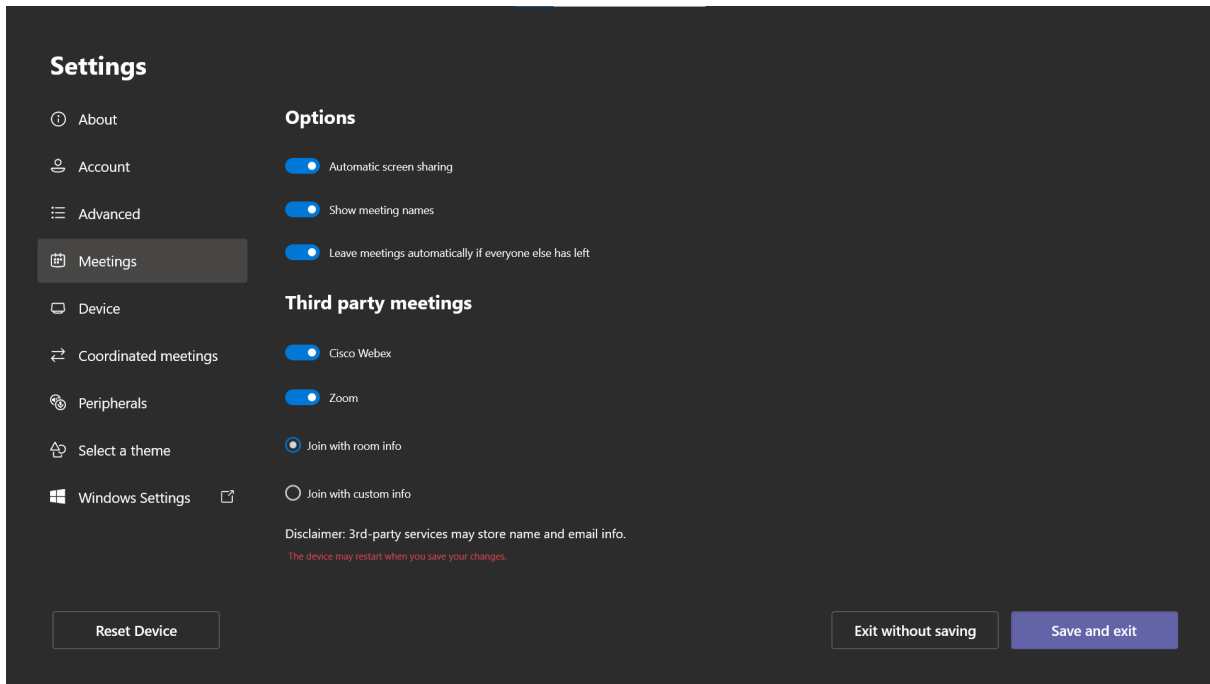 Settings
About
Account
Advanced
Meetings
Device
Coordinated meetings
Peripherals
Select a theme
Windows Settings
Options
Automatic screen sharing
Show meeting names
Leave meetings automatically if everyone else has left
Third party meetings
Cisco Webex
Zoom
Join with room info
Join with custom info
Disclaimer: 3rd-party services may store name and email info.
The device may restart when you save your changes.
Reset Device
Exit without saving
Save and exit